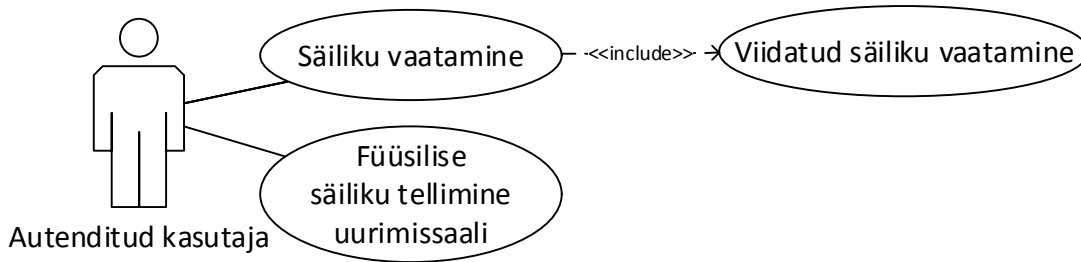 Säiliku vaatamine
<<include>>
Viidatud säiliku vaatamine
Füüsilise
säiliku tellimine
uurimissaali
Autenditud kasutaja